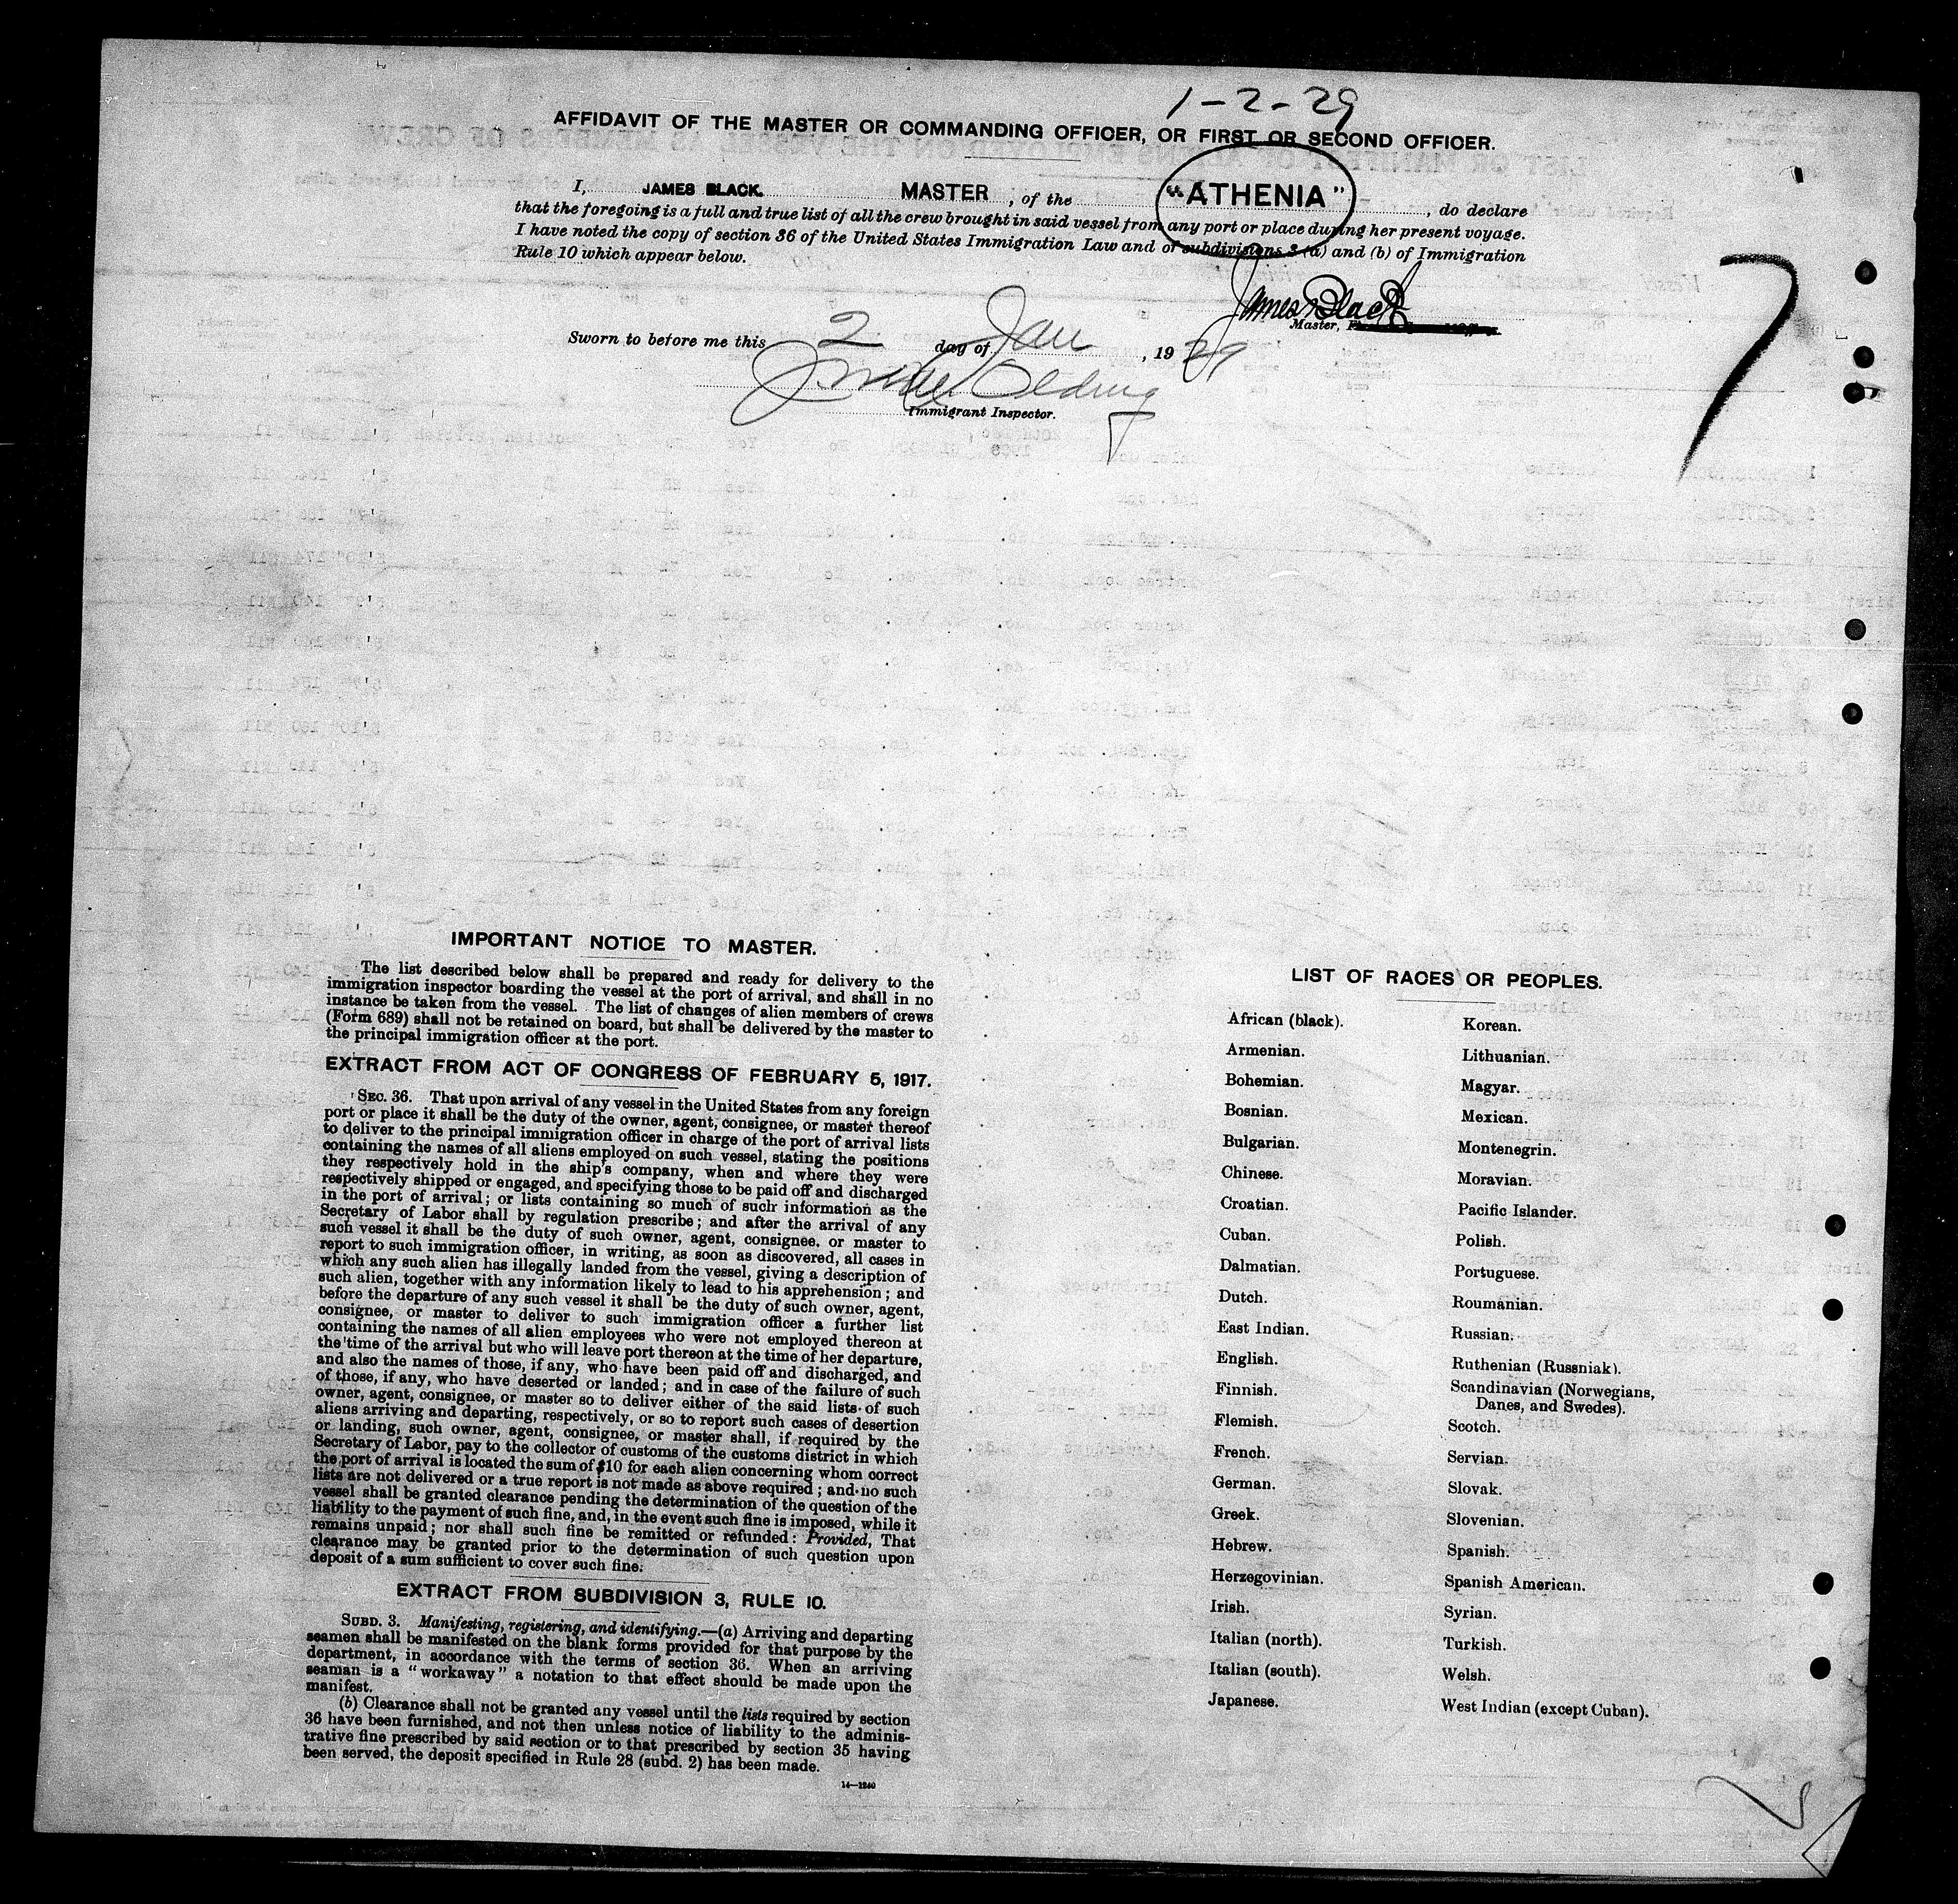 1-2-29
AFFIDAVIT OF THE MASTER OR COMMANDING OFFICER, OR FIRST OR SECOND OFFICER.
I, JAMES BLACK. MASTER, of the "ATHENIA", do declare
that the foregoing is a full and true list of all the crew brought in said vessel from any port or place during her present voyage.
I have noted the copy of section 36 of the United States Immigration Law and of subdivisions 3 (a) and (b) of Immigration
Rule 10 which appear below.
James Black
Master,
7
Sworn to before me this 2 day of Jan, 1929
Immigrant Inspector.
IMPORTANT NOTICE TO MASTER.
The list described below shall be prepared and ready for delivery to the
immigration inspector boarding the vessel at the port of arrival, and shall in no
instance be taken from the vessel. The list of changes of alien members of crews
(Form 689) shall not be retained on board, but shall be delivered by the master to
the principal immigration officer at the port.
EXTRACT FROM ACT OF CONGRESS OF FEBRUARY 5, 1917.
SEC. 36. That upon arrival of any vessel in the United States from any foreign
port or place it shall be the duty of the owner, agent, consignee, or master thereof
to deliver to the principal immigration officer in charge of the port of arrival lists
containing the names of all aliens employed on such vessel, stating the positions
they respectively hold in the ship's company, when and where they were
respectively shipped or engaged, and specifying those to be paid off and discharged
in the port of arrival; or lists containing so much of such information as the
Secretary of Labor shall by regulation prescribe; and after the arrival of any
such vessel it shall be the duty of such owner, agent, consignee, or master to
report to such immigration officer, in writing, as soon as discovered, all cases in
which any such alien has illegally landed from the vessel, giving a description of
such alien, together with any information likely to lead to his apprehension; and
before the departure of any such vessel it shall be the duty of such owner, agent,
consignee, or master to deliver to such immigration officer a further list
containing the names of all alien employees who were not employed thereon at
the time of the arrival but who will leave port thereon at the time of her departure,
and also the names of those, if any, who have been paid off and discharged, and
of those, if any, who have deserted or landed; and in case of the failure of such
owner, agent, consignee, or master so to deliver either of the said lists of such
aliens arriving and departing, respectively, or so to report such cases of desertion
or landing, such owner, agent, consignee, or master shall, if required by the
Secretary of Labor, pay to the collector of customs of the customs district in which
the port of arrival is located the sum of $10 for each alien concerning whom correct
lists are not delivered or a true report is not made as above required; and no such
vessel shall be granted clearance pending the determination of the question of the
liability to the payment of such fine, and, in the event such fine is imposed, while it
remains unpaid; nor shall such fine be remitted or refunded: Provided, That
clearance may be granted prior to the determination of such question upon
deposit of a sum sufficient to cover such fine.
EXTRACT FROM SUBDIVISION 3, RULE 10.
SUBD. 3. Manifesting, registering, and identifying.—(a) Arriving and departing
seamen shall be manifested on the blank forms provided for that purpose by the
department, in accordance with the terms of section 36. When an arriving
seaman is a "workaway" a notation to that effect should be made upon the
manifest.
(b) Clearance shall not be granted any vessel until the lists required by section
36 have been furnished, and not then unless notice of liability to the adminis-
trative fine prescribed by said section or to that prescribed by section 35 having
been served, the deposit specified in Rule 28 (subd. 2) has been made.
14—1240
LIST OF RACES OR PEOPLES.
African (black).
Armenian.
Bohemian.
Bosnian.
Bulgarian.
Chinese.
Croatian.
Cuban.
Dalmatian.
Dutch.
East Indian.
English.
Finnish.
Flemish.
French.
German.
Greek.
Hebrew.
Herzegovinian.
Irish.
Italian (north).
Italian (south).
Japanese.
Korean.
Lithuanian.
Magyar.
Mexican.
Montenegrin.
Moravian.
Pacific Islander.
Polish.
Portuguese.
Roumanian.
Russian.
Ruthenian (Russniak).
Scandinavian (Norwegians,
Danes, and Swedes).
Scotch.
Servian.
Slovak.
Slovenian.
Spanish.
Spanish American.
Syrian.
Turkish.
Welsh.
West Indian (except Cuban).